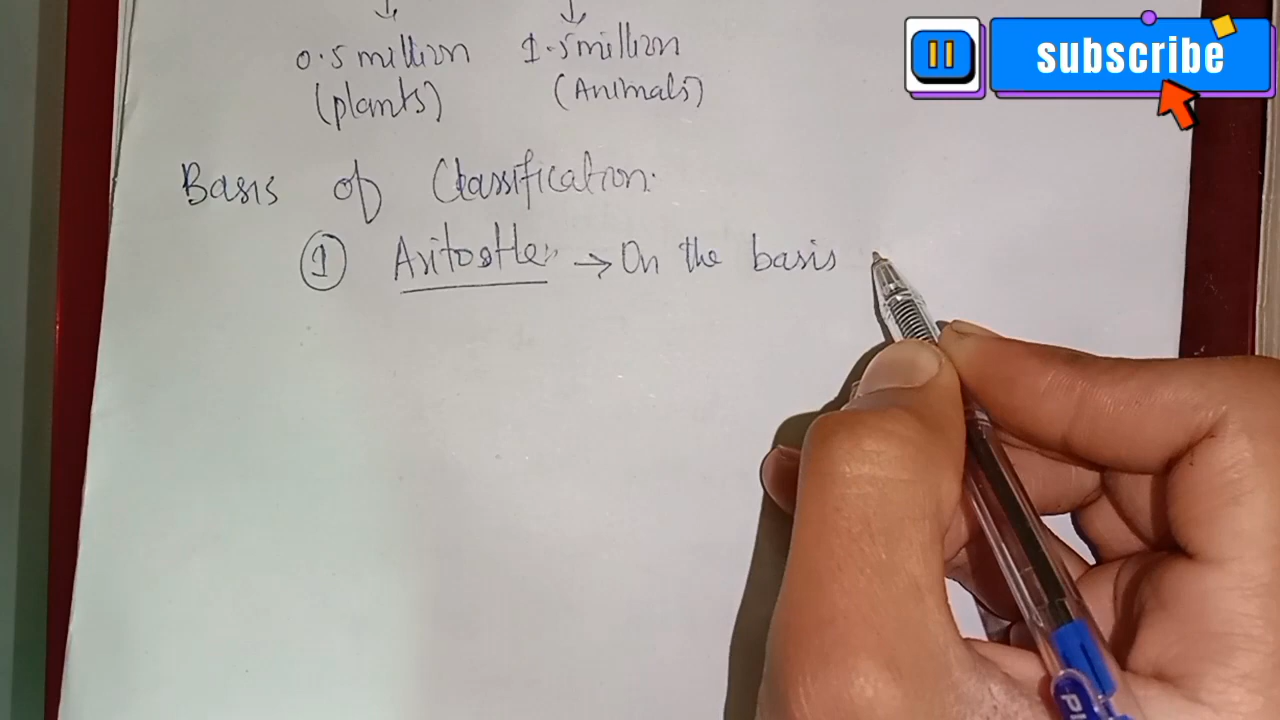 subscribe
0.5 million 1.5 million
(plants) (Animals)
Basis of Classification.
1 Aritostle:, → On the basis